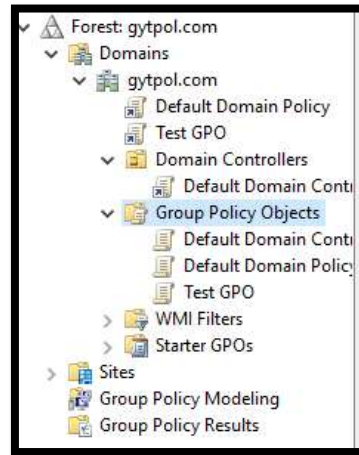 Forest: gytpol.com
Domains
gytpol.com
Default Domain Policy
Test GPO
Domain Controllers
Default Domain Contr
Group Policy Objects
Default Domain Contr
Default Domain Policy
Test GPO
WMI Filters
Starter GPOs
Sites
Group Policy Modeling
Group Policy Results